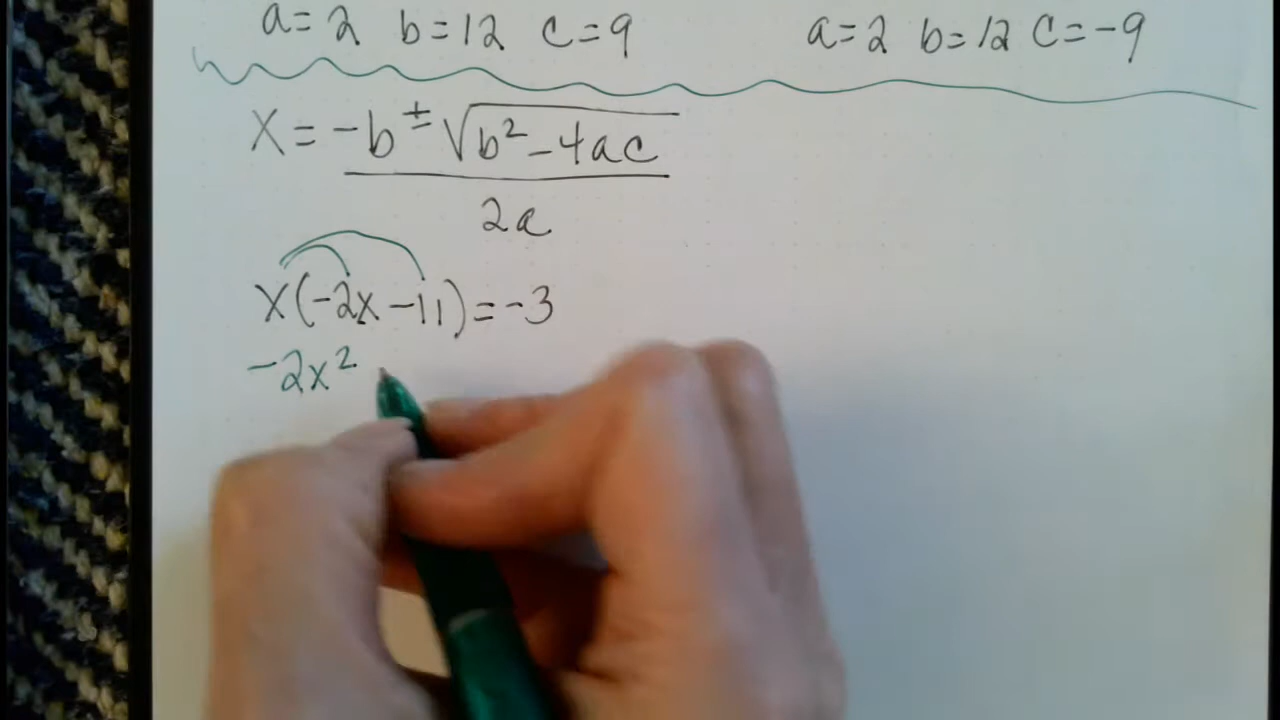 a=2 b=12 c=9
a=2 b=12 c=-9
x = -b ± √b² - 4ac
2a
x(-2x - 11) = -3
-2x²